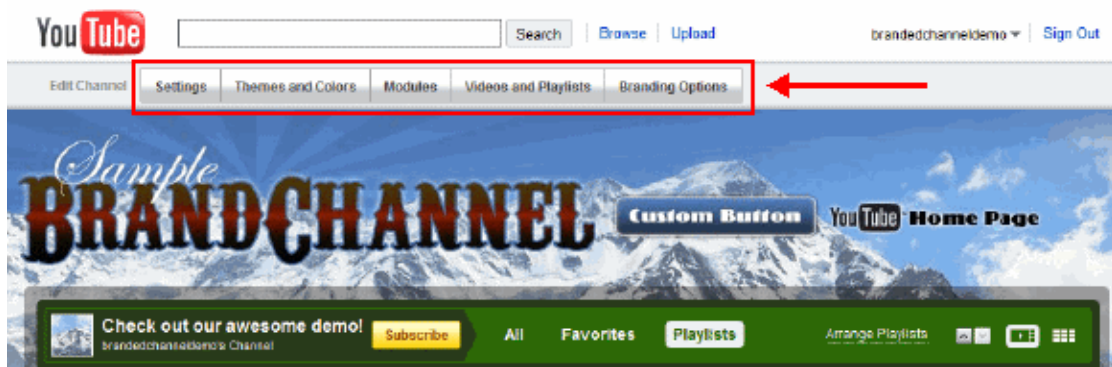 YouTube Search Browse Upload brandedchanneldemo Sign Out
Edit Channel Settings Themes and Colors Modules Videos and Playlists Branding Options
Sample
BRANDCHANNEL
Custom Button YouTube Home Page
Check out our awesome demo! Subscribe All Favorites Playlists Arrange Playlists
brandedchanneldemo's Channel